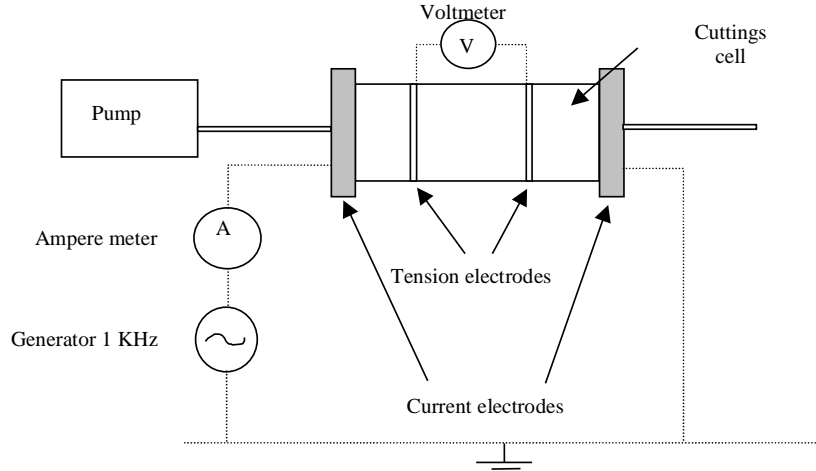 Voltmeter
V
Cuttings
cell
Pump
A
Ampere meter
Tension electrodes
Generator 1 KHz
Current electrodes